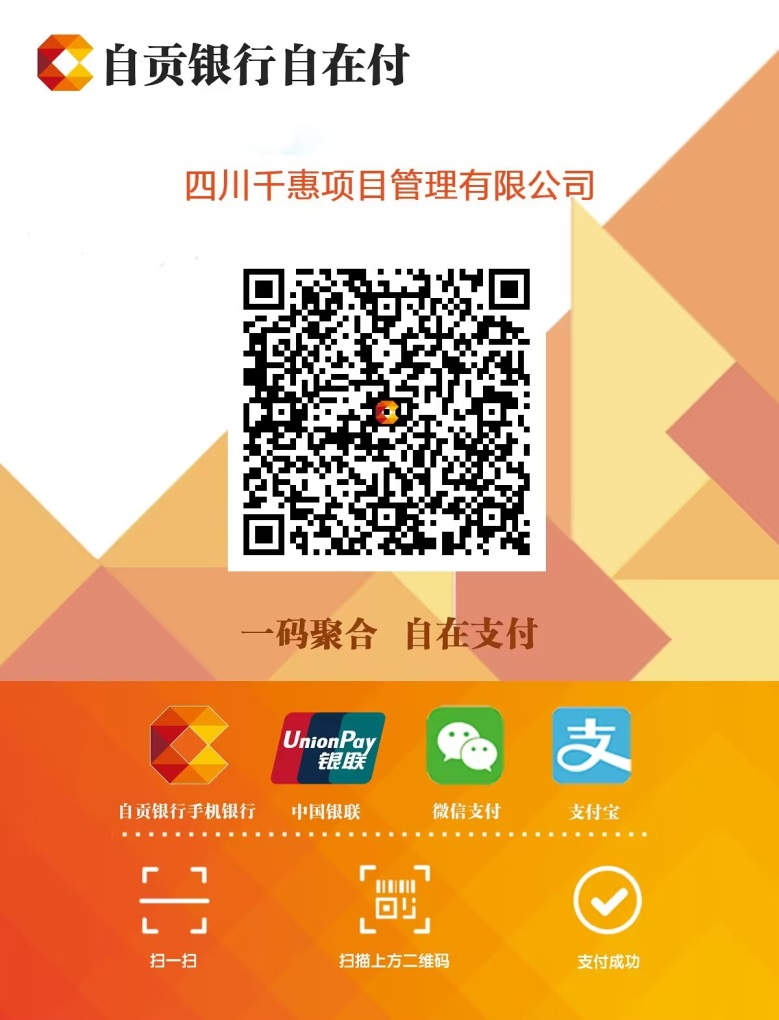 自贡银行自在付
四川千惠项目管理有限公司
一码聚合 自在支付
UnionPay
银联
支
自贡银行手机银行 中国银联 微信支付 支付宝
扫一扫 扫描上方二维码 支付成功